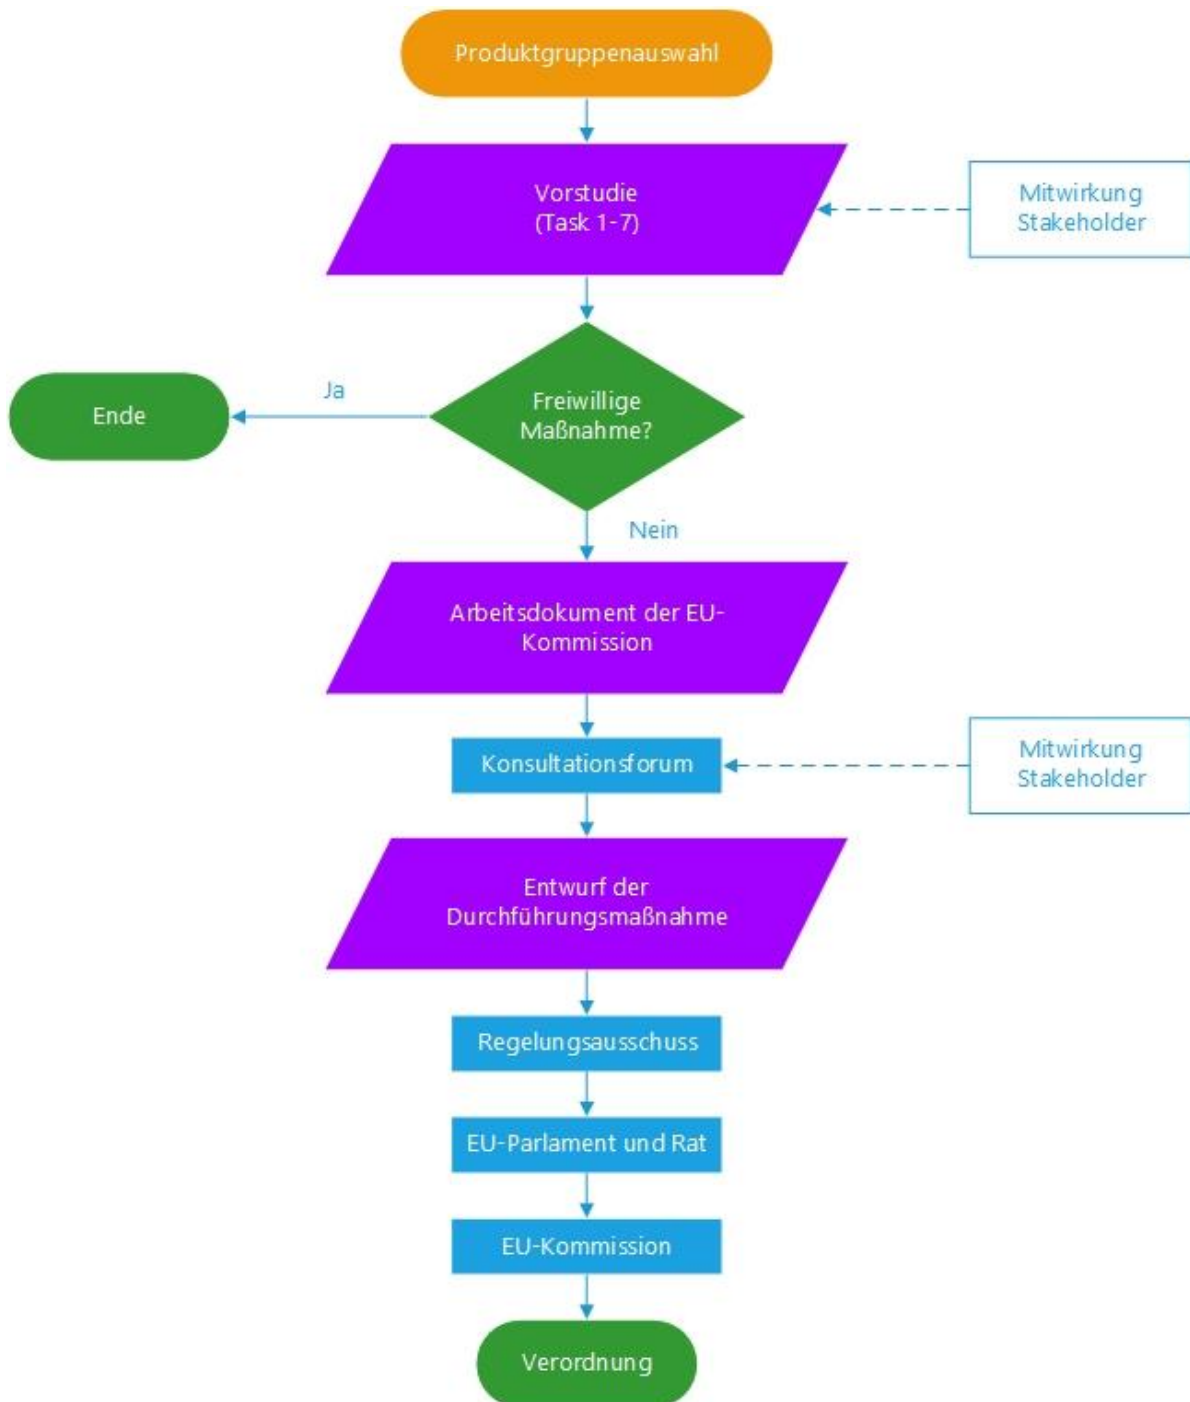 Produktgruppenauswahl
Vorstudie
(Task 1-7)
Mitwirkung
Stakeholder
Freiwillige
Maßnahme?
Ja
Ende
Nein
Arbeitsdokument der EU-
Kommission
Konsultationsforum
Mitwirkung
Stakeholder
Entwurf der
Durchführungsmaßnahme
Regelungsausschuss
EU-Parlament und Rat
EU-Kommission
Verordnung